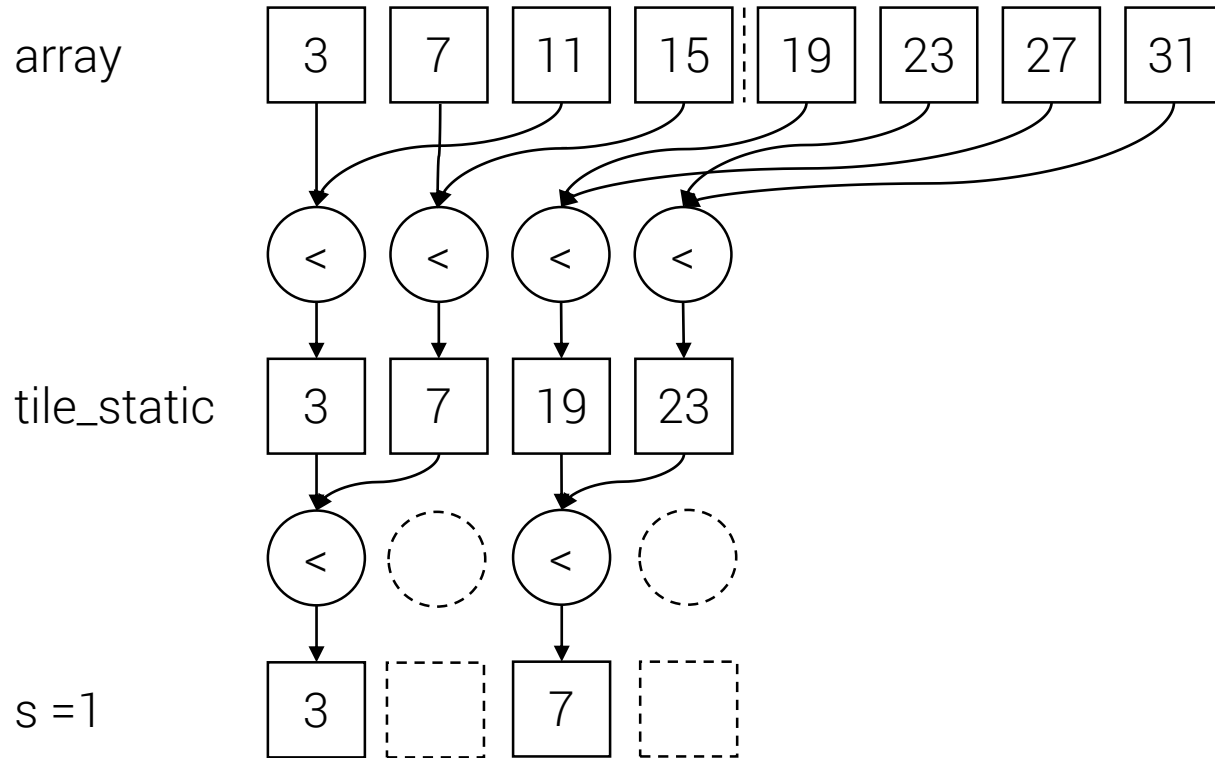 array 3 7 11 15 19 23 27 31
< < < <
tile_static 3 7 19 23
< <
s =1 3 7